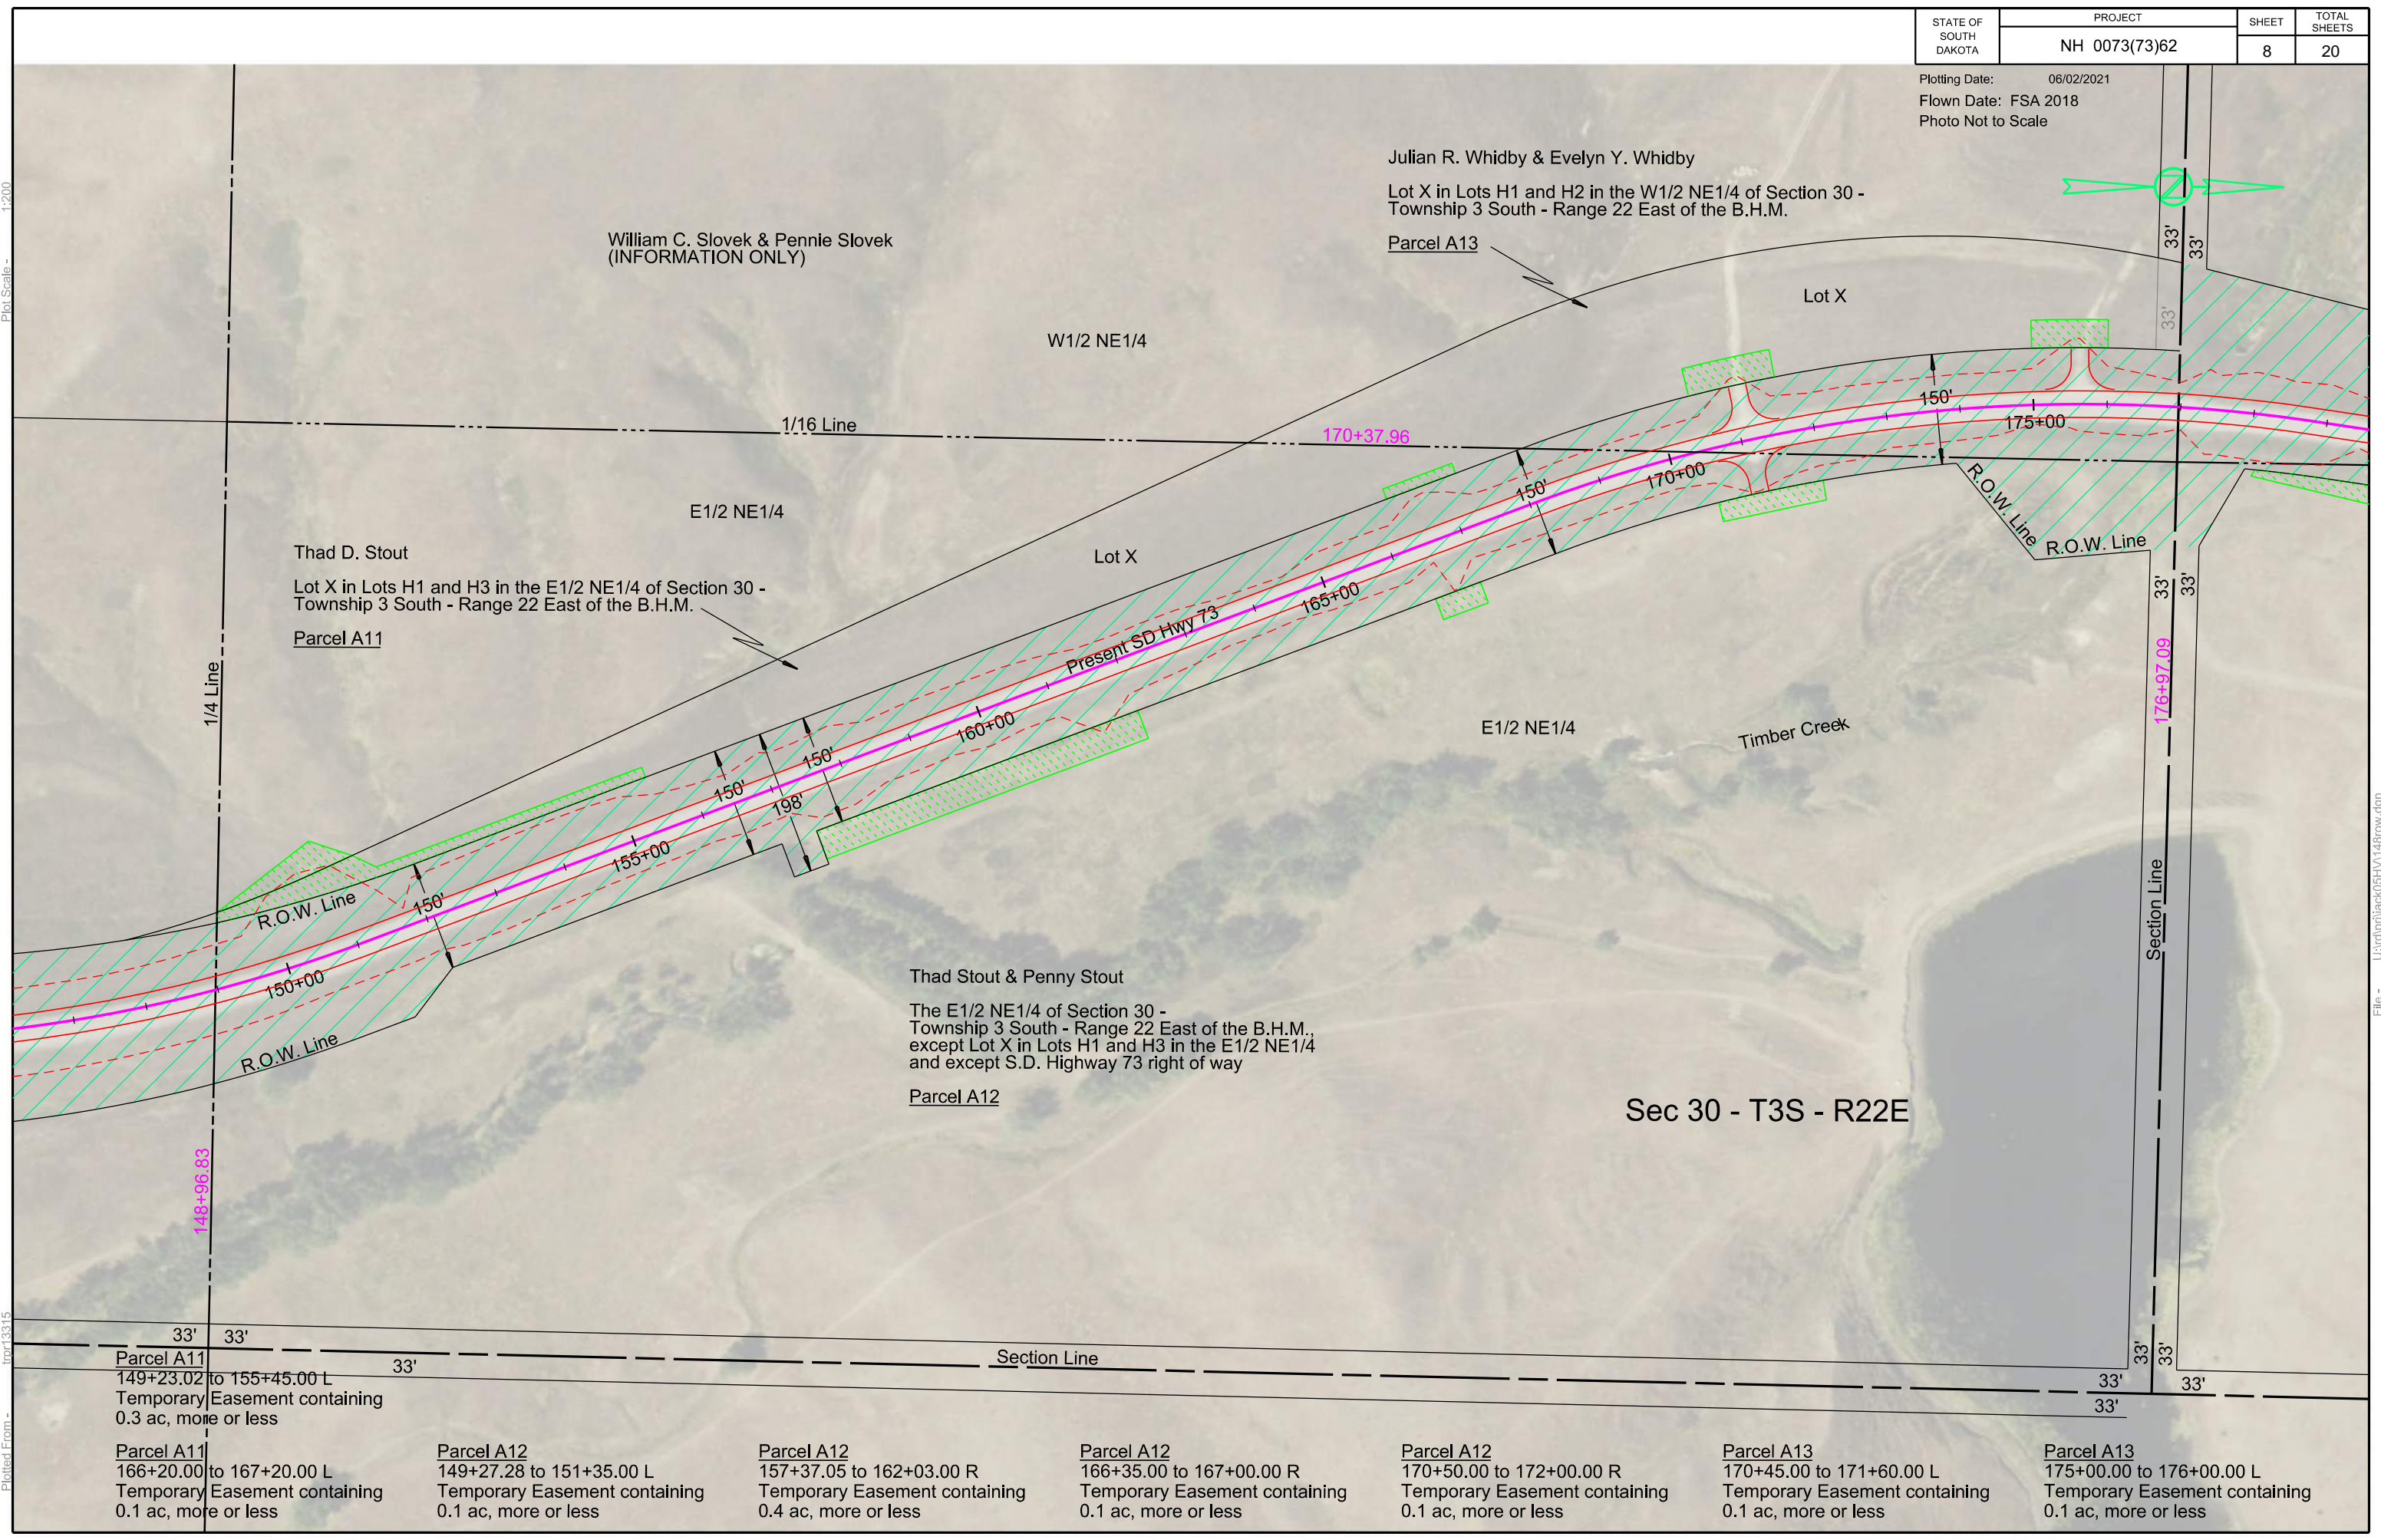 STATE OF
SOUTH
DAKOTA
PROJECT
NH 0073(73)62
SHEET
8
TOTAL
SHEETS
20
Plotting Date: 06/02/2021
Flown Date: FSA 2018
Photo Not to Scale
Plot Scale - 1:200
Julian R. Whidby & Evelyn Y. Whidby
Lot X in Lots H1 and H2 in the W1/2 NE1/4 of Section 30 -
Township 3 South - Range 22 East of the B.H.M.
Parcel A13
William C. Slovek & Pennie Slovek
(INFORMATION ONLY)
Z
33'
33'
33'
Lot X
W1/2 NE1/4
1/16 Line
170+37.96
150'
175+00
E1/2 NE1/4
150'
170+00
R.O.W. Line
R.O.W. Line
Thad D. Stout
Lot X in Lots H1 and H3 in the E1/2 NE1/4 of Section 30 -
Township 3 South - Range 22 East of the B.H.M.
Parcel A11
Lot X
165+00
33'
33'
Present SD Hwy 73
1/4 Line
176+97.09
160+00
E1/2 NE1/4
Timber Creek
150'
150'
198'
155+00
150'
R.O.W. Line
150+00
R.O.W. Line
Section Line
File - U:\rd\prj\jack05HV\148row.dgn
Thad Stout & Penny Stout
The E1/2 NE1/4 of Section 30 -
Township 3 South - Range 22 East of the B.H.M.,
except Lot X in Lots H1 and H3 in the E1/2 NE1/4
and except S.D. Highway 73 right of way
Parcel A12
Sec 30 - T3S - R22E
148+96.83
33' 33'
33'
Section Line
33'
33'
33'
33'
33'
Plotted From - trpr13315
Parcel A11
149+23.02 to 155+45.00 L
Temporary Easement containing
0.3 ac, more or less
Parcel A11
166+20.00 to 167+20.00 L
Temporary Easement containing
0.1 ac, more or less
Parcel A12
149+27.28 to 151+35.00 L
Temporary Easement containing
0.1 ac, more or less
Parcel A12
157+37.05 to 162+03.00 R
Temporary Easement containing
0.4 ac, more or less
Parcel A12
166+35.00 to 167+00.00 R
Temporary Easement containing
0.1 ac, more or less
Parcel A12
170+50.00 to 172+00.00 R
Temporary Easement containing
0.1 ac, more or less
Parcel A13
170+45.00 to 171+60.00 L
Temporary Easement containing
0.1 ac, more or less
Parcel A13
175+00.00 to 176+00.00 L
Temporary Easement containing
0.1 ac, more or less